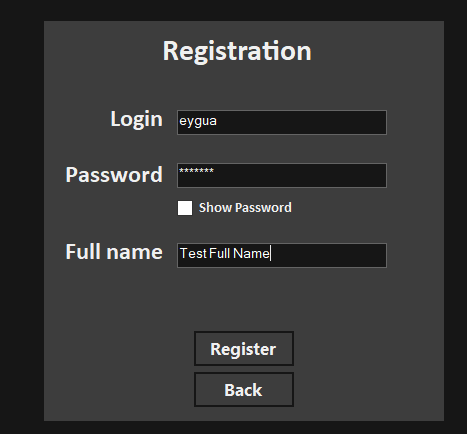 Registration
Login eygua
Password *******
Show Password
Full name Test Full Name
Register
Back